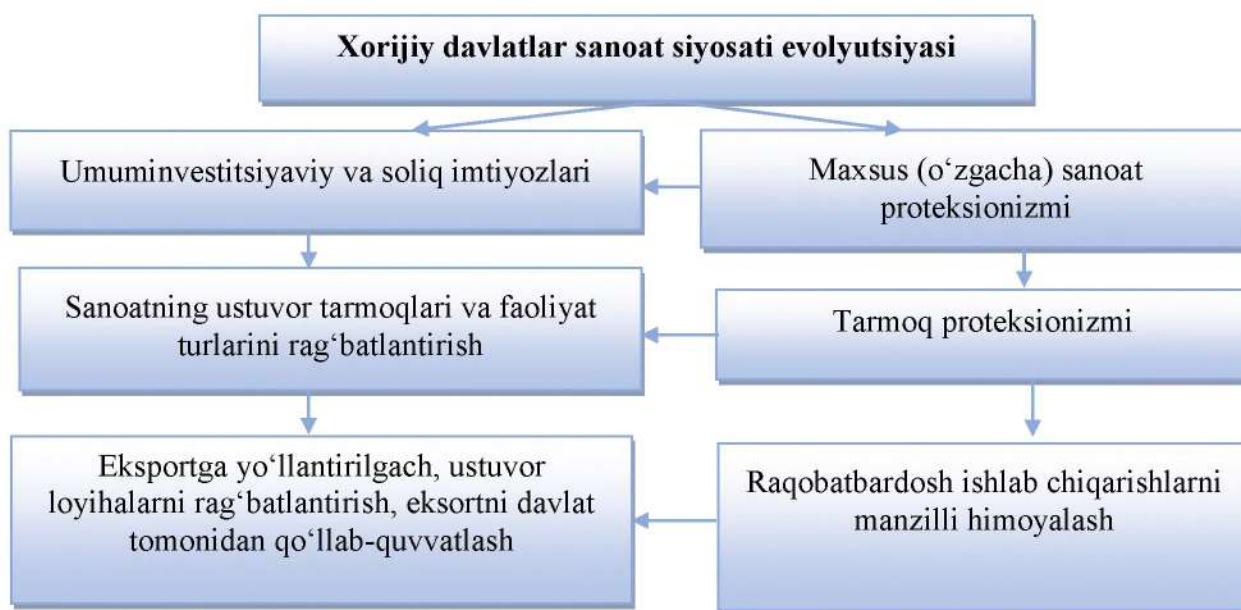 Xorijiy davlatlar sanoat siyosati evolyutsiyasi
Umuminvestitsiyaviy va soliq imtiyozlari
Maxsus (o‘zgacha) sanoat
proteksionizmi
Sanoatning ustuvor tarmoqlari va faoliyat
turlarini rag‘batlantirish
Tarmoq proteksionizmi
Eksportga yo‘llantirilgach, ustuvor
loyihalarni rag‘batlantirish, eksortni davlat
tomonidan qo‘llab-quvvatlash
Raqobatbardosh ishlab chiqarishlarni
manzilli himoyalash